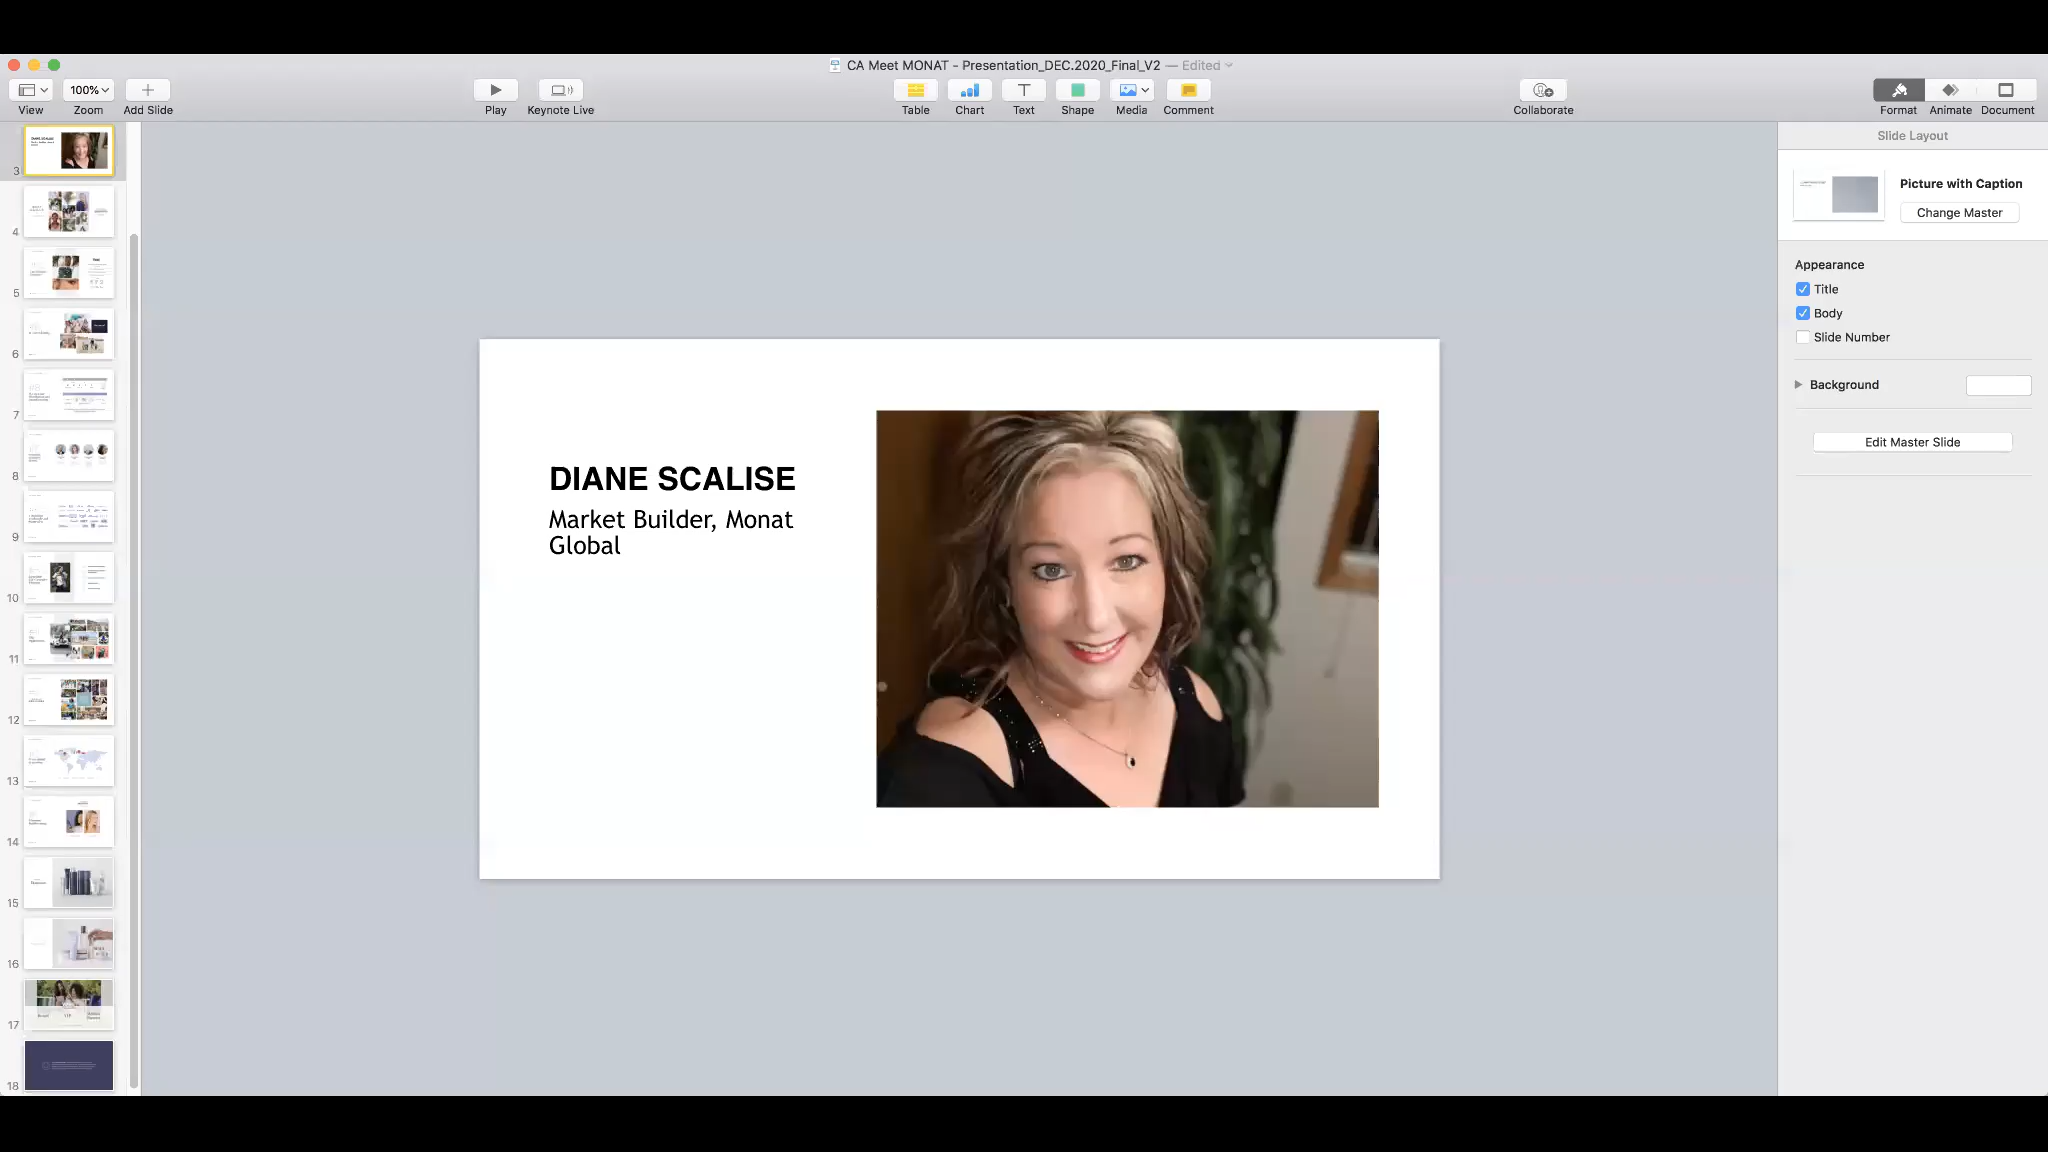 CA Meet MONAT - Presentation_DEC.2020_Final_V2 — Edited
100%
View
Zoom
Add Slide
Play
Keynote Live
Table
Chart
Text
Shape
Media
Comment
Collaborate
Format
Animate
Document
3
4
5
6
7
8
9
10
11
12
13
14
15
16
17
18
DIANE SCALISE
Market Builder, Monat
Global
Slide Layout
Picture with Caption
Change Master
Appearance
Title
Body
Slide Number
Background
Edit Master Slide